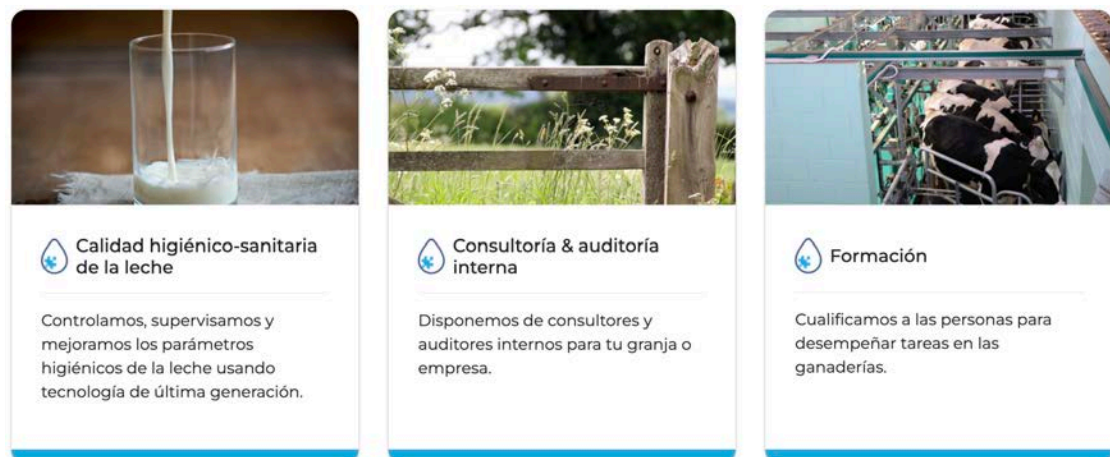 Calidad higiénico-sanitaria
de la leche
Controlamos, supervisamos y
mejoramos los parámetros
higiénicos de la leche usando
tecnología de última generación.
Consultoría & auditoría
interna
Disponemos de consultores y
auditores internos para tu granja o
empresa.
Formación
Cualificamos a las personas para
desempeñar tareas en las
ganaderías.